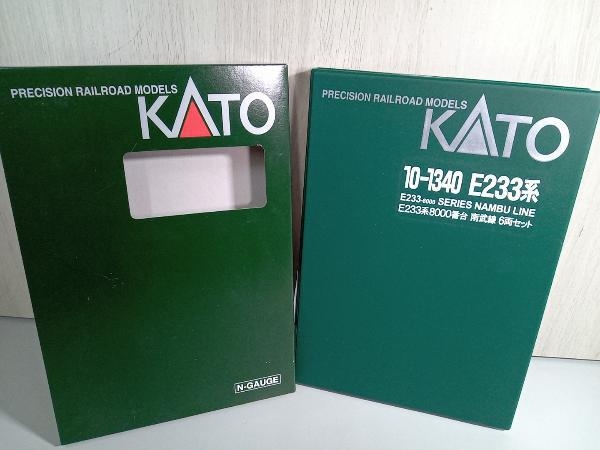 PRECISION RAILROAD MODELS
KATO
N-GAUGE
PRECISION RAILROAD MODELS
KATO
10-1340 E233系
E233-8000 SERIES NAMBU LINE
E233系8000番台 南武線 6両セット